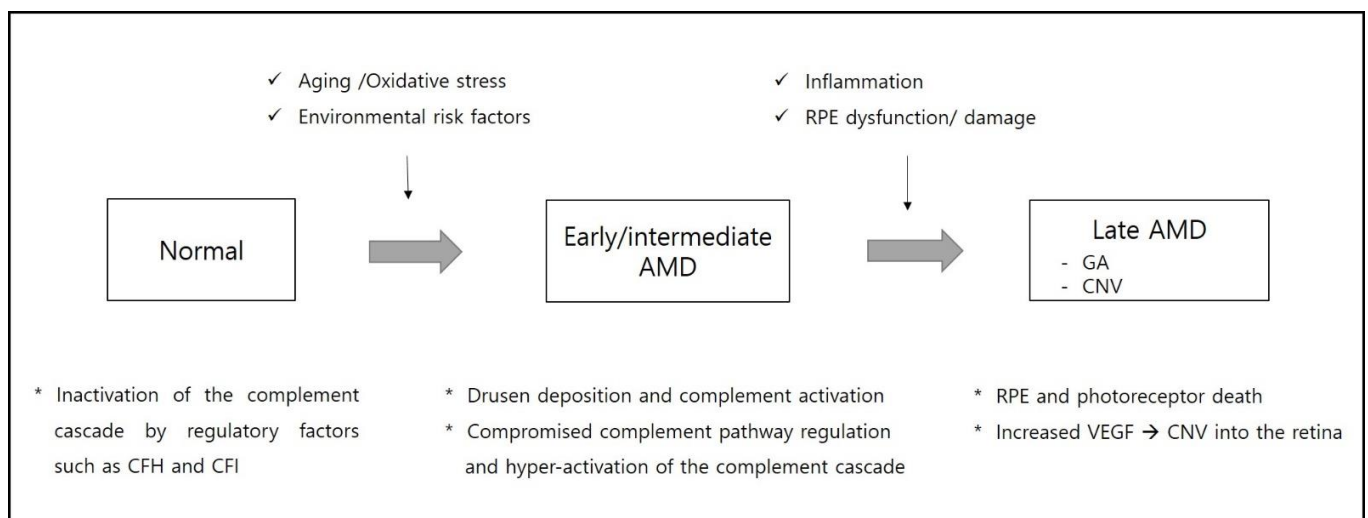 ✓ Aging /Oxidative stress
✓ Environmental risk factors
✓ Inflammation
✓ RPE dysfunction/ damage
Normal
Early/intermediate
AMD
Late AMD
- GA
- CNV
* Inactivation of the complement
cascade by regulatory factors
such as CFH and CFI
* Drusen deposition and complement activation
* Compromised complement pathway regulation
and hyper-activation of the complement cascade
* RPE and photoreceptor death
* Increased VEGF → CNV into the retina